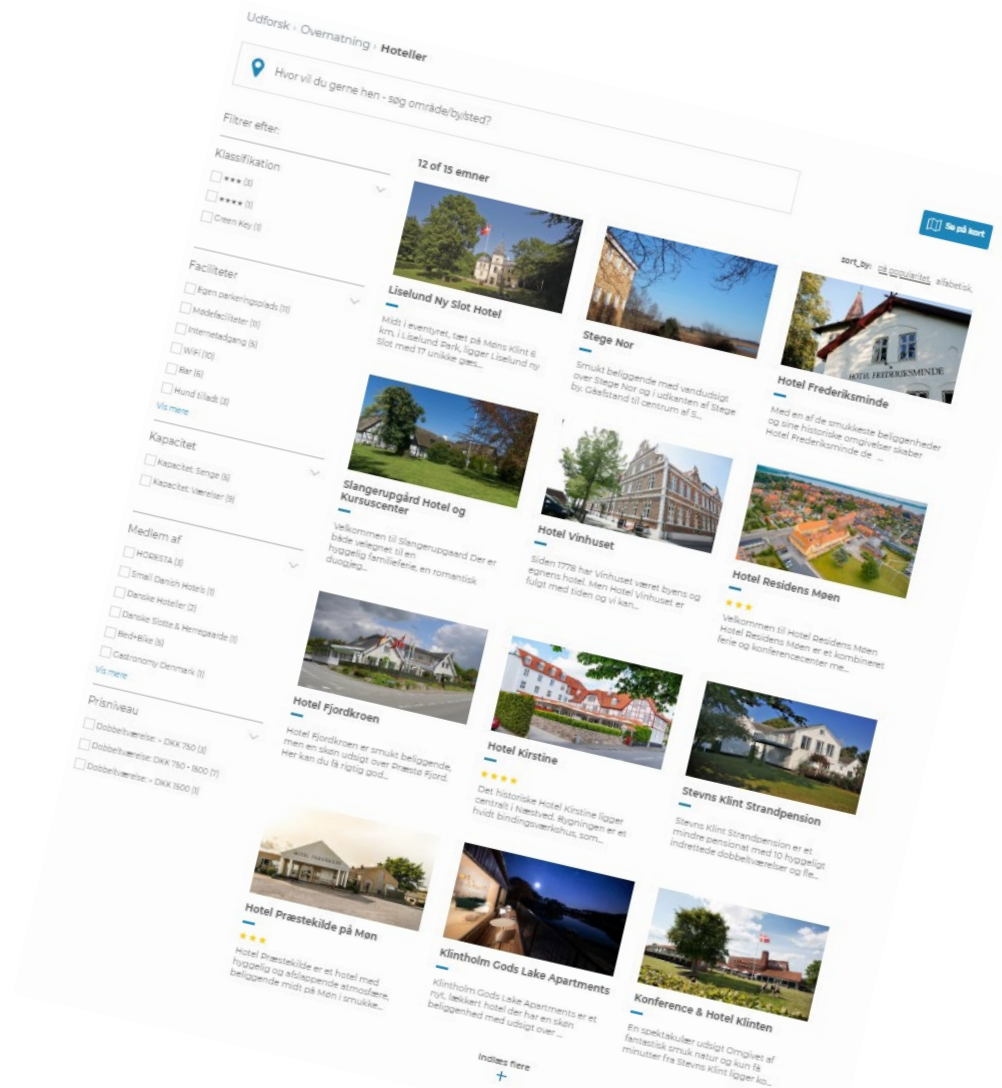 Udforsk › Overnatning › Hoteller
Hvor vil du gerne hen - søg område/by/sted?
Filtrer efter:
Klassifikation
★★★ (3)
★★★★ (1)
Green Key (1)
Faciliteter
Egen parkeringsplads (11)
Mødefaciliteter (11)
Internetadgang (6)
WiFi (10)
Bar (6)
Hund tilladt (3)
Vis mere
Kapacitet
Kapacitet: Senge (6)
Kapacitet: Værelser (9)
Medlem af
HORESTA (3)
Small Danish Hotels (1)
Danske Hoteller (2)
Danske Slotte & Herregaarde (1)
Bed+Bike (6)
Gastronomy Denmark (1)
Vis mere
Prisniveau
Dobbeltværelse: - DKK 750 (3)
Dobbeltværelse: DKK 750 - 1500 (7)
Dobbeltværelse: - DKK 1500 (1)
12 of 15 emner
Se på kort
sort_by: på popularitet, alfabetisk,
Liselund Ny Slot Hotel
Midt i eventyret, tæt på Møns Klint 6
km, i Liselund Park, ligger Liselund ny
Slot med 17 unikke gæs...
Stege Nor
Smukt beliggende med vandudsigt
over Stege Nor og i udkanten af Stege
by. Gåafstand til centrum af S...
HOTEL FREDERIKSMINDE
Hotel Frederiksminde
Med en af de smukkeste beliggenheder
og sine historiske omgivelser skaber
Hotel Frederiksminde de ...
Slangerupgård Hotel og
Kursuscenter
Velkommen til Slangerupgaard Der er
både velegnet til en
hyggelig familieferie, en romantisk
duogjeg...
Hotel Vinhuset
Siden 1778 har Vinhuset været byens og
egnens hotel. Men Hotel Vinhuset er
fulgt med tiden og vi kan...
Hotel Residens Møen
★★★
Velkommen til Hotel Residens Møen
Hotel Residens Møen er et kombineret
ferie og konferencecenter me...
Hotel Fjordkroen
Hotel Fjordkroen er smukt beliggende,
men en skøn udsigt over Præstø Fjord.
Her kan du få rigtig god...
Hotel Kirstine
★★★★
Det historiske Hotel Kirstine ligger
centralt i Næstved. Bygningen er et
hvidt bindingsværkshus, som...
Stevns Klint Strandpension
Stevns Klint Strandpension er et
mindre pensionat med 10 hyggeligt
indrettede dobbeltværelser og fle...
HOTEL PRÆSTEKILDE
Hotel Præstekilde på Møn
★★★
Hotel Præstekilde er et hotel med
hyggelig og afslappende atmosfære,
beliggende midt på Møn i smukke...
Klintholm Gods Lake Apartments
Klintholm Gods Lake Apartments er et
nyt, lækkert hotel der har en skøn
beliggenhed med udsigt over ...
Konference & Hotel Klinten
En spektakulær udsigt Omgivet af
fantastisk smuk natur og kun få
minutter fra Stevns Klint ligger ko...
Indlæs flere
+